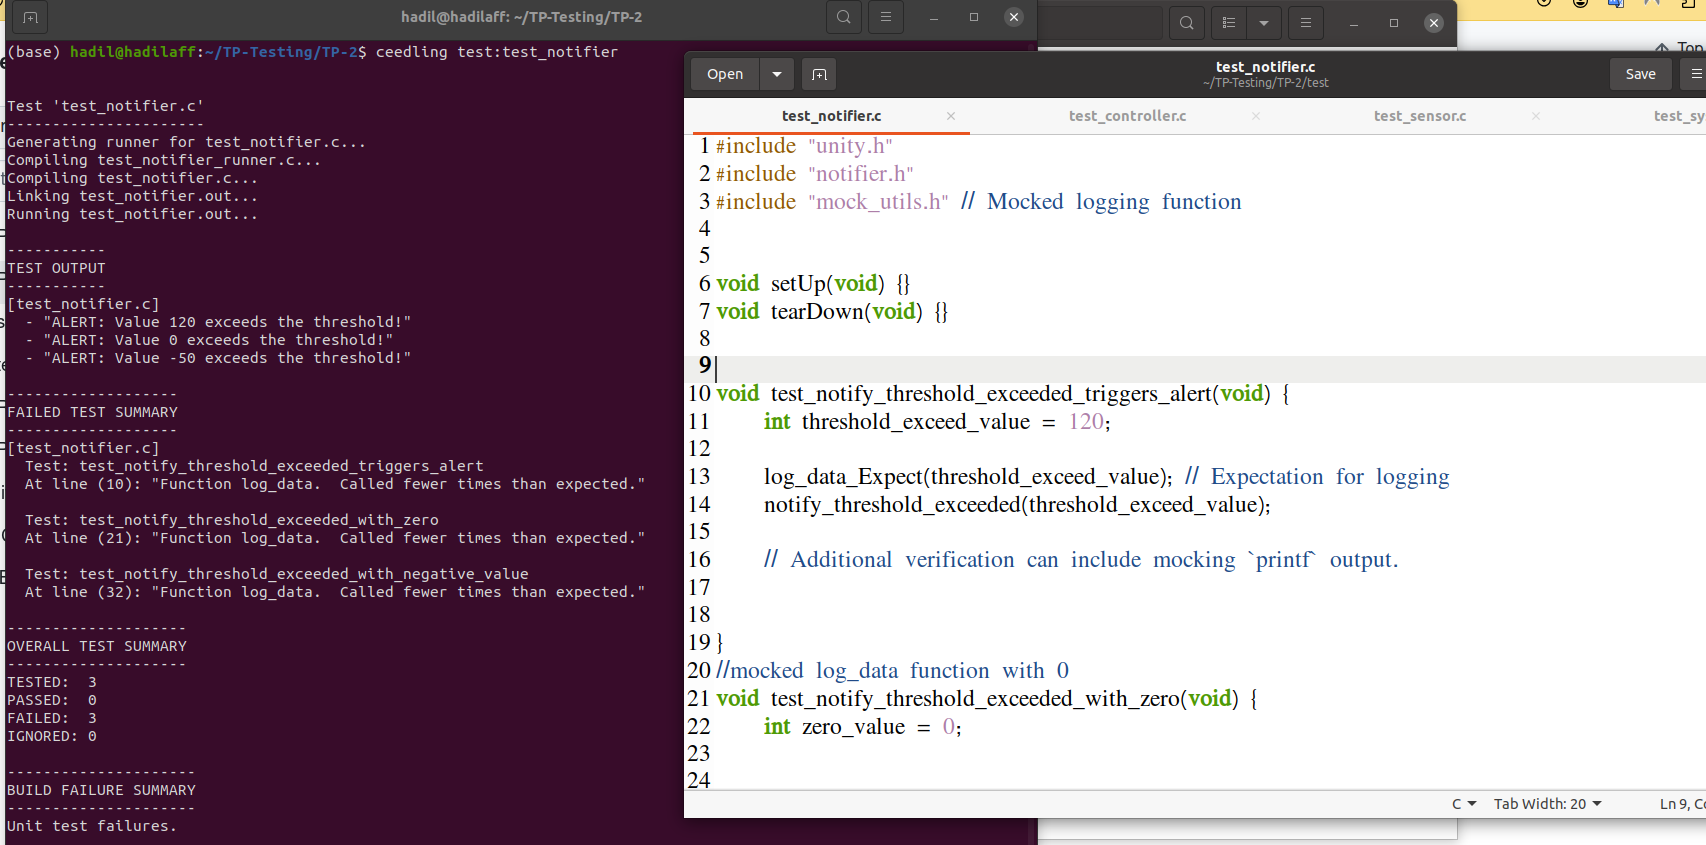 hadil@hadilaff: ~/TP-Testing/TP-2
(base) hadil@hadilaff:~/TP-Testing/TP-2$ ceedling test:test_notifier
Test 'test_notifier.c'
----------------------
Generating runner for test_notifier.c...
Compiling test_notifier_runner.c...
Compiling test_notifier.c...
Linking test_notifier.out...
Running test_notifier.out...
-----------
TEST OUTPUT
-----------
[test_notifier.c]
- "ALERT: Value 120 exceeds the threshold!"
- "ALERT: Value 0 exceeds the threshold!"
- "ALERT: Value -50 exceeds the threshold!"
-------------------
FAILED TEST SUMMARY
-------------------
[test_notifier.c]
Test: test_notify_threshold_exceeded_triggers_alert
At line (10): "Function log_data.  Called fewer times than expected."
Test: test_notify_threshold_exceeded_with_zero
At line (21): "Function log_data.  Called fewer times than expected."
Test: test_notify_threshold_exceeded_with_negative_value
At line (32): "Function log_data.  Called fewer times than expected."
--------------------
OVERALL TEST SUMMARY
--------------------
TESTED:  3
PASSED:  0
FAILED:  3
IGNORED: 0
---------------------
BUILD FAILURE SUMMARY
---------------------
Unit test failures.
Top
Open
test_notifier.c
~/TP-Testing/TP-2/test
Save
test_notifier.c × test_controller.c × test_sensor.c × test_sy
1 #include "unity.h"
2 #include "notifier.h"
3 #include "mock_utils.h" // Mocked logging function
4
5
6 void setUp(void) {}
7 void tearDown(void) {}
8
9
10 void test_notify_threshold_exceeded_triggers_alert(void) {
11 int threshold_exceed_value = 120;
12
13 log_data_Expect(threshold_exceed_value); // Expectation for logging
14 notify_threshold_exceeded(threshold_exceed_value);
15
16 // Additional verification can include mocking `printf` output.
17
18
19 }
20 //mocked log_data function with 0
21 void test_notify_threshold_exceeded_with_zero(void) {
22 int zero_value = 0;
23
24
C Tab Width: 20 Ln 9, Co